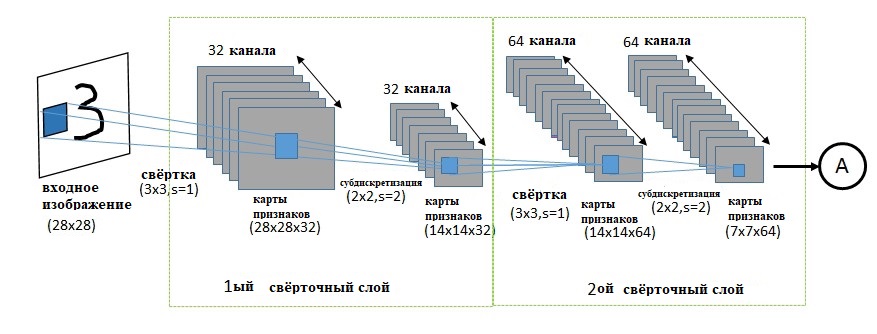 3
входное
изображение
(28x28)
свёртка
(3x3,s=1)
32 канала
карты
признаков
(28x28x32)
субдискретизация
(2x2,s=2)
32 канала
карты
признаков
(14x14x32)
1ый свёрточный слой
свёртка
(3x3,s=1)
64 канала
карты
признаков
(14x14x64)
субдискретизация
(2x2,s=2)
64 канала
карты
признаков
(7x7x64)
2ой свёрточный слой
A